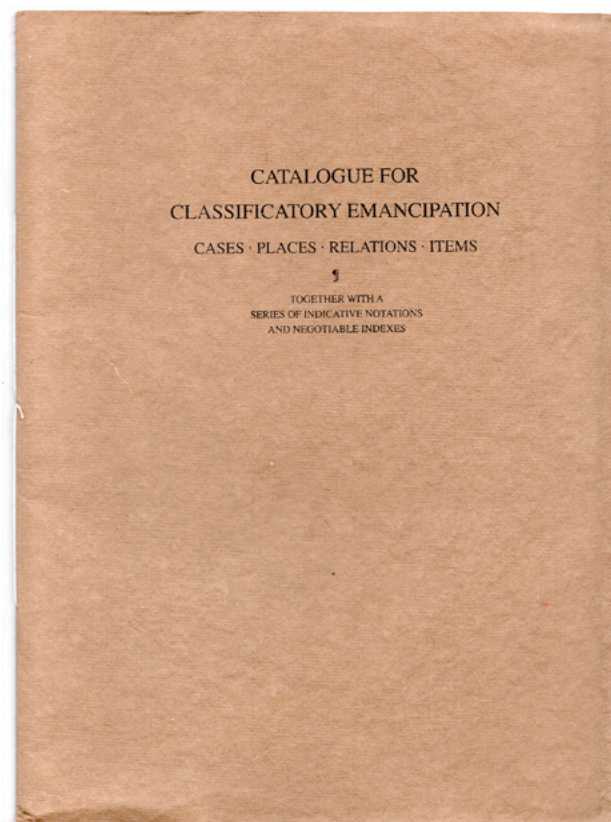 CATALOGUE FOR
CLASSIFICATORY EMANCIPATION
CASES · PLACES · RELATIONS · ITEMS
¶
TOGETHER WITH A
SERIES OF INDICATIVE NOTATIONS
AND NEGOTIABLE INDEXES